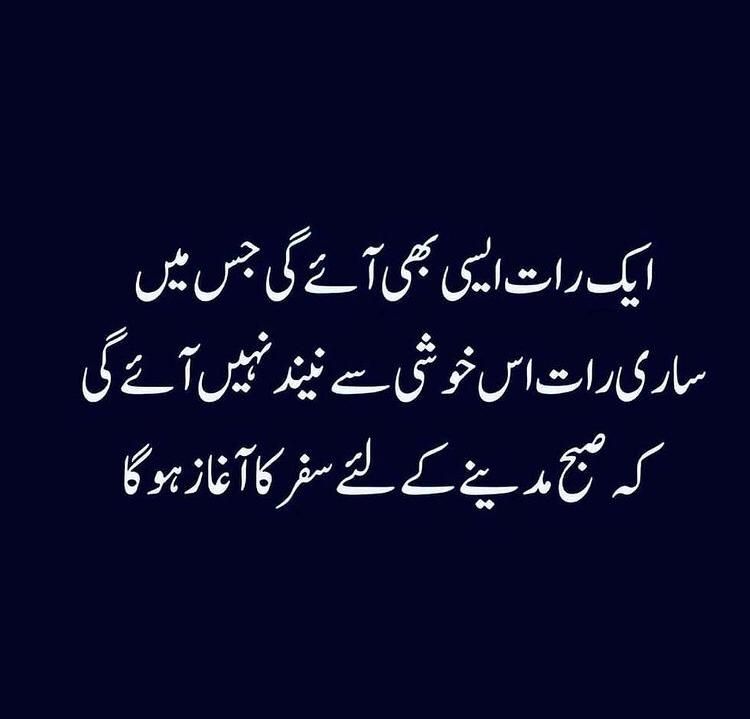 ایک رات ایسی بھی آئے گی جس میں
ساری رات اس خوشی سے نیند نہیں آئے گی
کہ صبح مدینے کے لئے سفر کا آغاز ہو گا